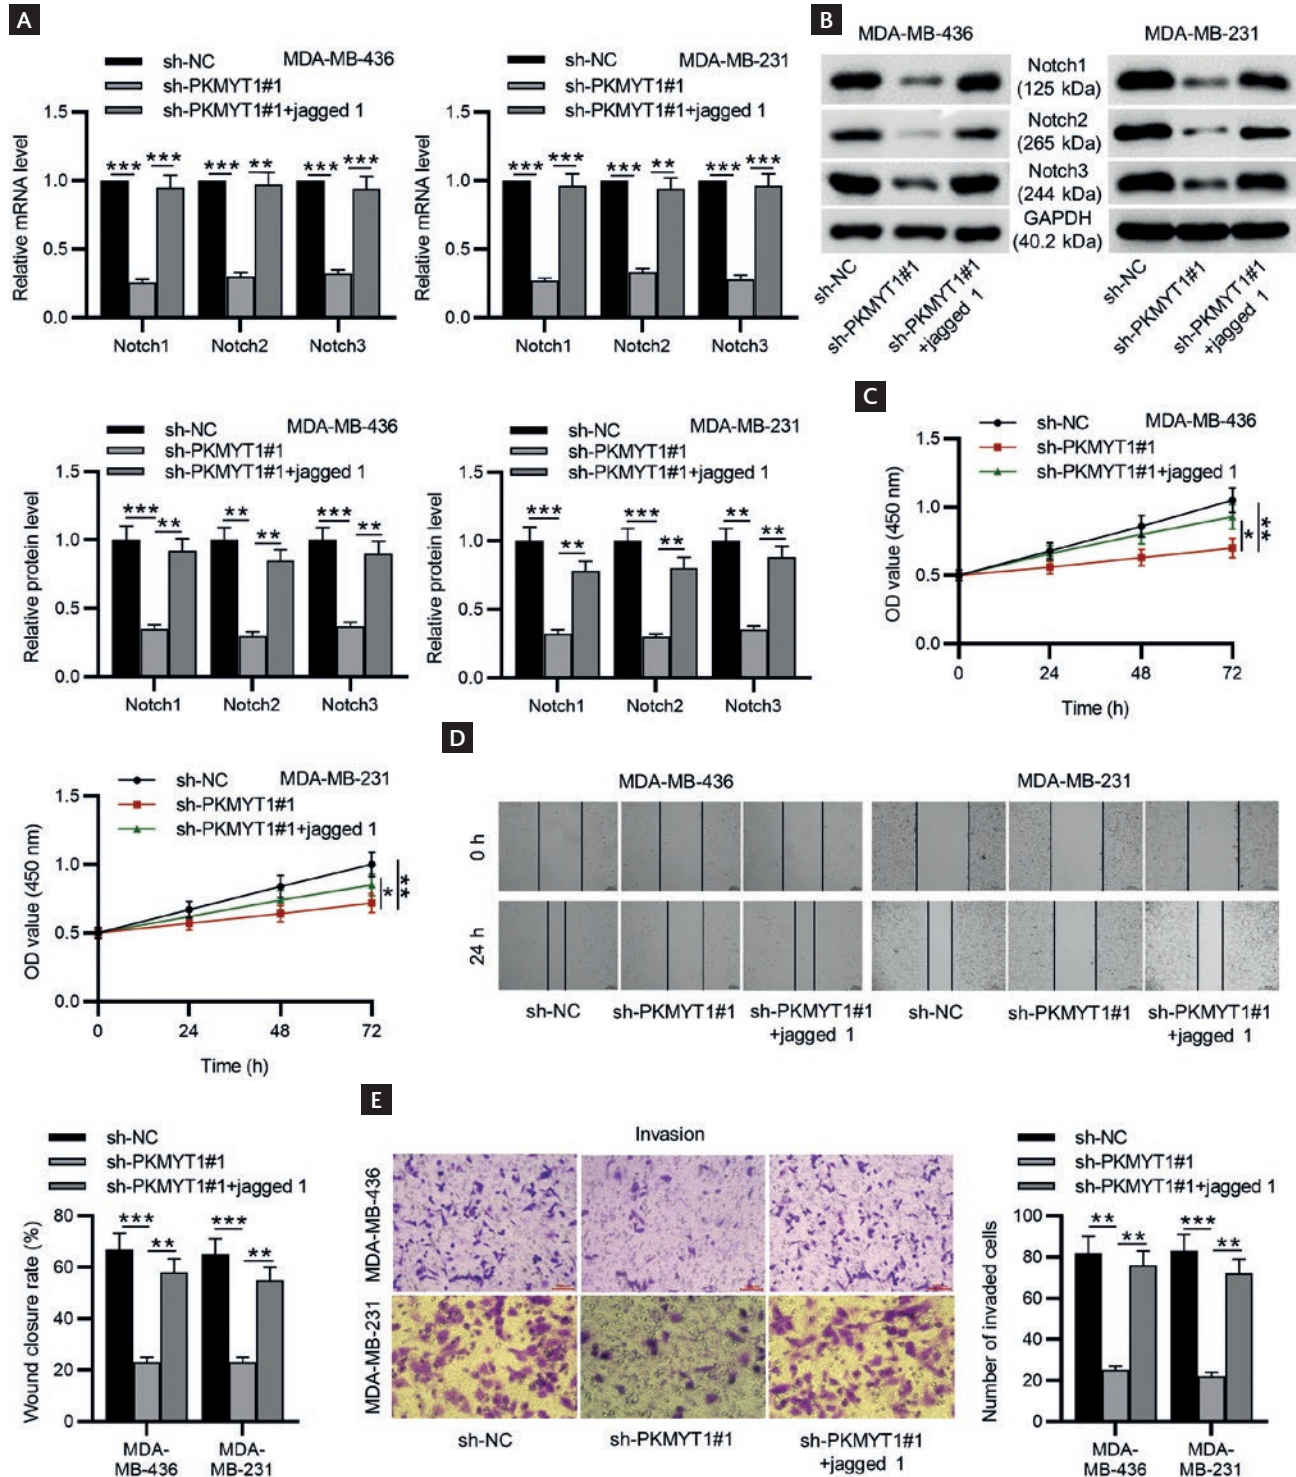 A
sh-NC MDA-MB-436
sh-PKMYT1#1
sh-PKMYT1#1+jagged 1
Relative mRNA level
1.5
1.0
0.5
0.0
*** *** *** ** *** ***
Notch1 Notch2 Notch3
sh-NC MDA-MB-231
sh-PKMYT1#1
sh-PKMYT1#1+jagged 1
Relative mRNA level
1.5
1.0
0.5
0.0
*** *** *** ** *** ***
Notch1 Notch2 Notch3
B
MDA-MB-436 MDA-MB-231
Notch1
(125 kDa)
Notch2
(265 kDa)
Notch3
(244 kDa)
GAPDH
(40.2 kDa)
sh-NC
sh-PKMYT1#1
sh-PKMYT1#1
+jagged 1
sh-NC
sh-PKMYT1#1
sh-PKMYT1#1
+jagged 1
sh-NC MDA-MB-436
sh-PKMYT1#1
sh-PKMYT1#1+jagged 1
Relative protein level
1.5
1.0
0.5
0.0
*** ** ** ** *** **
Notch1 Notch2 Notch3
sh-NC MDA-MB-231
sh-PKMYT1#1
sh-PKMYT1#1+jagged 1
Relative protein level
1.5
1.0
0.5
0.0
*** ** *** ** ** **
Notch1 Notch2 Notch3
C
sh-NC MDA-MB-436
sh-PKMYT1#1
sh-PKMYT1#1+jagged 1
OD value (450 nm)
1.5
1.0
0.5
0.0
* **
0 24 48 72
Time (h)
sh-NC MDA-MB-231
sh-PKMYT1#1
sh-PKMYT1#1+jagged 1
OD value (450 nm)
1.5
1.0
0.5
0.0
* **
0 24 48 72
Time (h)
D
MDA-MB-436 MDA-MB-231
0 h
24 h
sh-NC sh-PKMYT1#1 sh-PKMYT1#1 sh-NC sh-PKMYT1#1 sh-PKMYT1#1
+jagged 1 +jagged 1
sh-NC
sh-PKMYT1#1
sh-PKMYT1#1+jagged 1
Wound closure rate (%)
80
60
40
20
0
*** ** *** **
MDA- MDA-
MB-436 MB-231
E
Invasion
MDA-MB-436
MDA-MB-231
sh-NC sh-PKMYT1#1 sh-PKMYT1#1
+jagged 1
sh-NC
sh-PKMYT1#1
sh-PKMYT1#1+jagged 1
Number of invaded cells
100
80
60
40
20
0
** ** *** **
MDA- MDA-
MB-436 MB-231